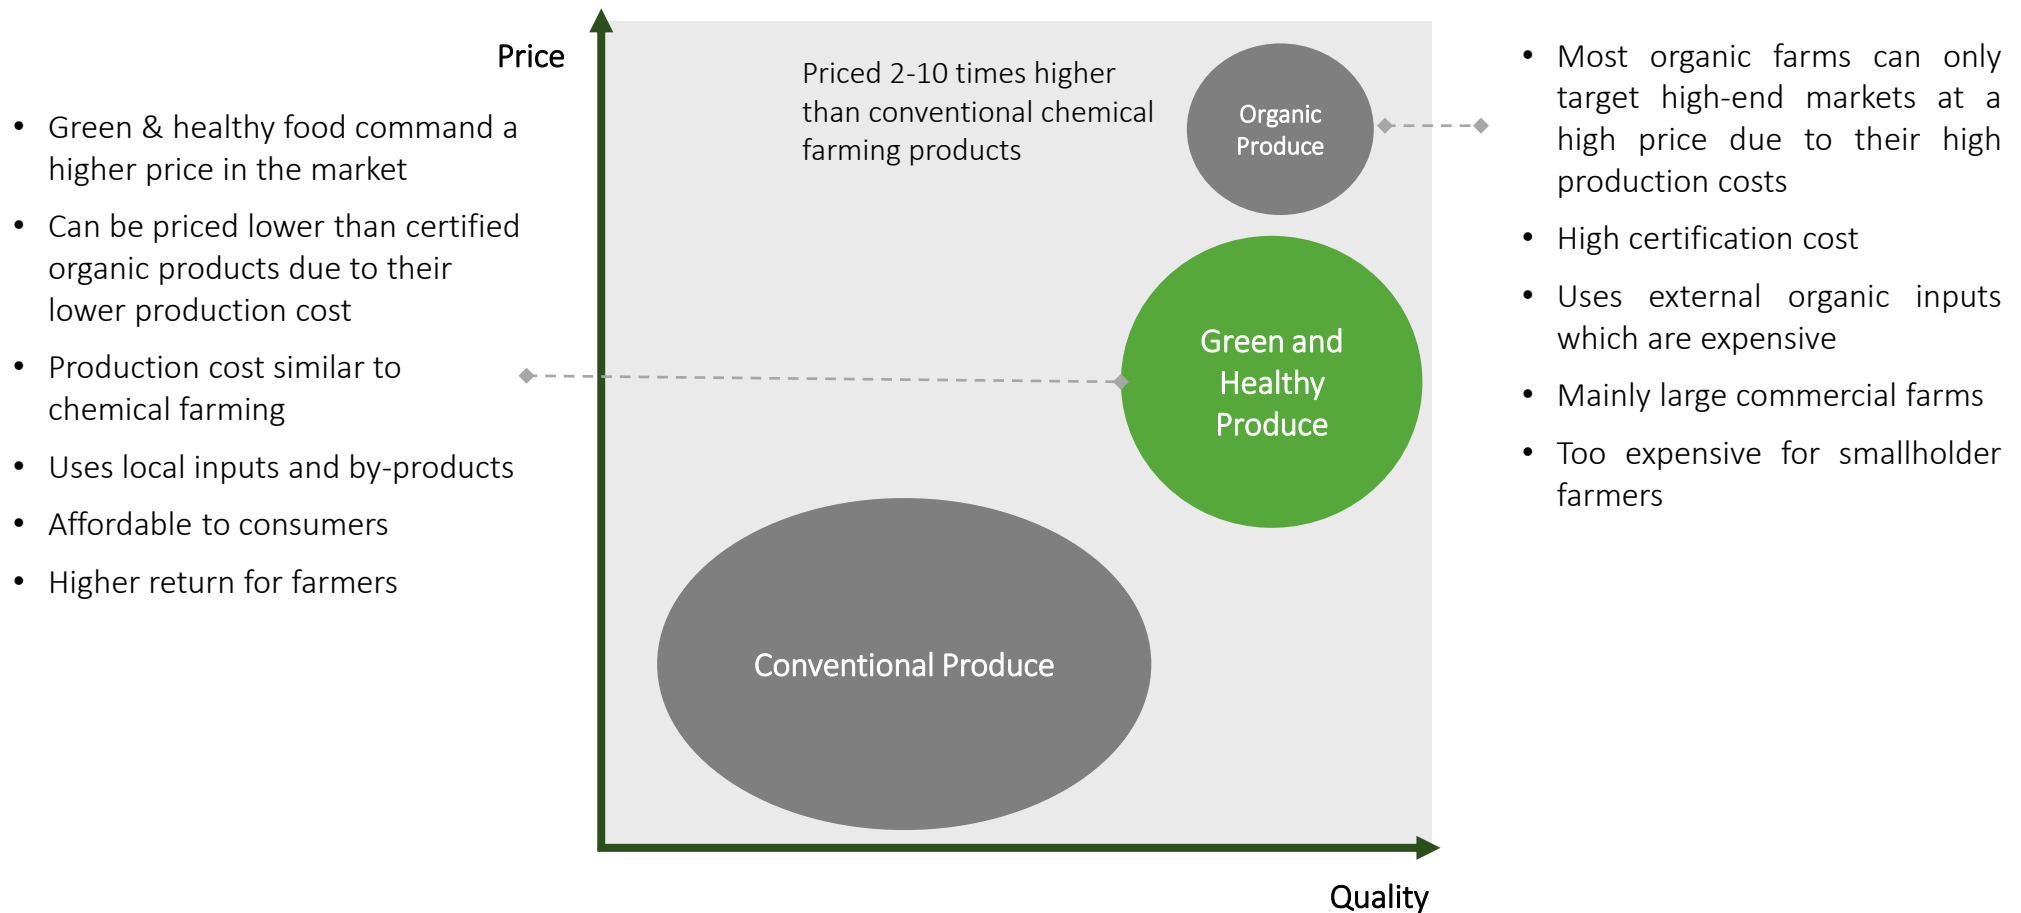 Price
• Green & healthy food command a
higher price in the market
• Can be priced lower than certified
organic products due to their
lower production cost
• Production cost similar to
chemical farming
• Uses local inputs and by-products
• Affordable to consumers
• Higher return for farmers
Priced 2-10 times higher
than conventional chemical
farming products
Organic
Produce
Green and
Healthy
Produce
Conventional Produce
Quality
• Most organic farms can only
target high-end markets at a
high price due to their high
production costs
• High certification cost
• Uses external organic inputs
which are expensive
• Mainly large commercial farms
• Too expensive for smallholder
farmers